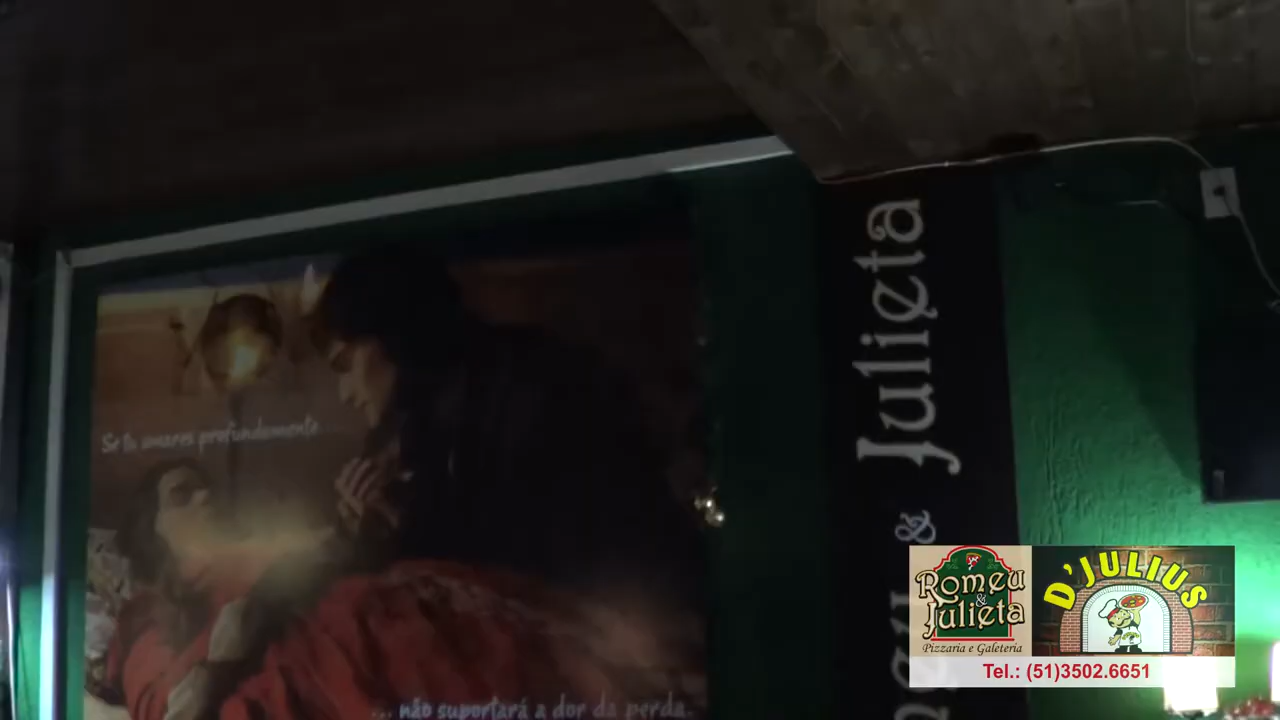 Se tu amares profundamente...
... não suportará a dor da perda.
& Julieta
Romeu
&
Julieta
Pizzaria e Galeteria
D'JULIUS
Tel.: (51)3502.6651